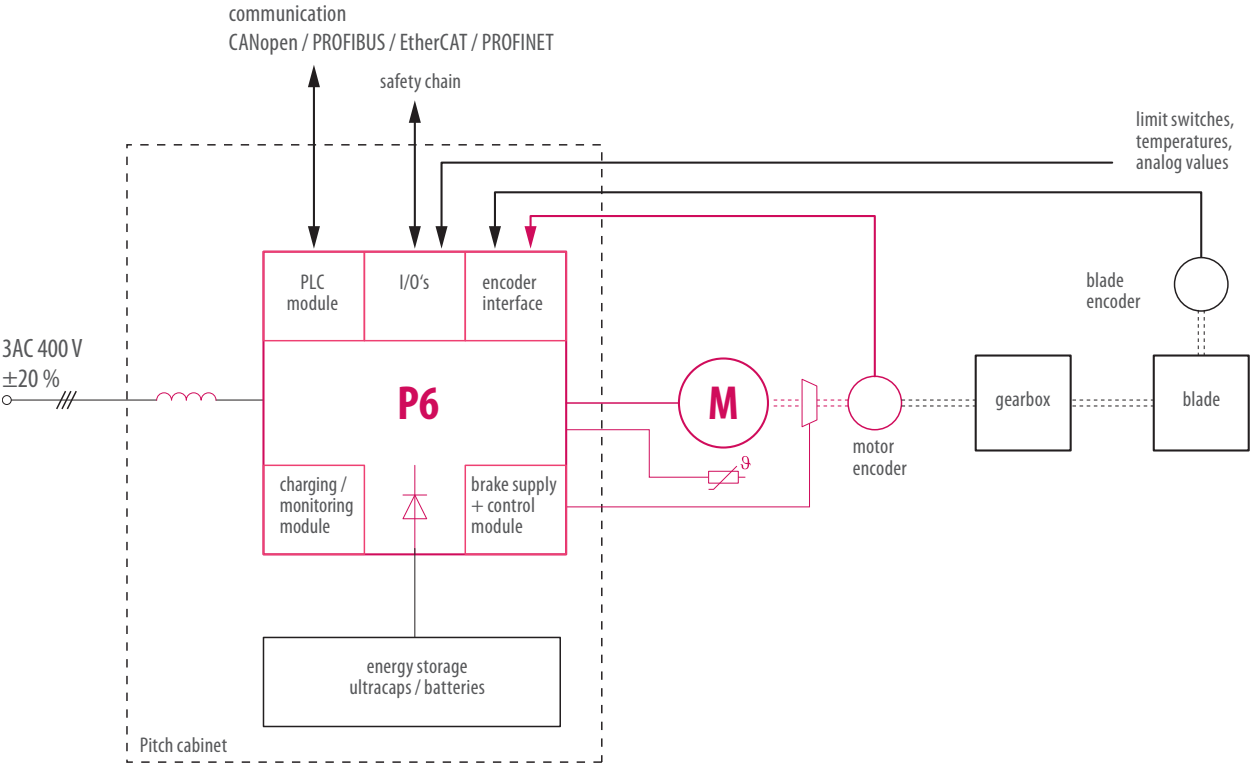 communication
CANopen / PROFIBUS / EtherCAT / PROFINET
safety chain
limit switches,
temperatures,
analog values
PLC
module
I/O‘s
encoder
interface
blade
encoder
3AC 400 V
±20 %
P6
M
gearbox
blade
motor
encoder
ϑ
charging /
monitoring
module
brake supply
+ control
module
energy storage
ultracaps / batteries
Pitch cabinet